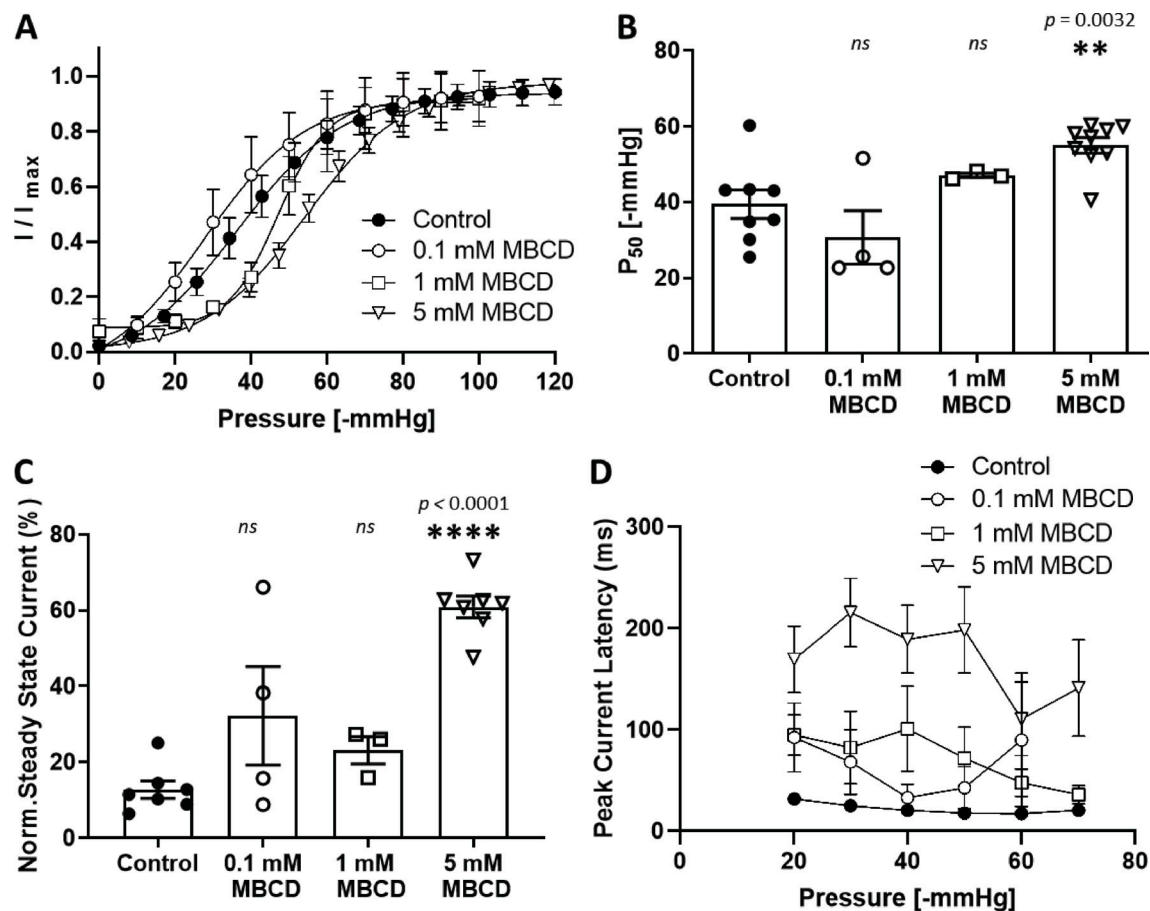 A
I / Imax
1.0
0.8
0.6
0.4
0.2
0.0
0 20 40 60 80 100 120
Pressure [-mmHg]
Control
0.1 mM MBCD
1 mM MBCD
5 mM MBCD
B
p = 0.0032
ns ns **
P50 [-mmHg]
80
60
40
20
0
Control 0.1 mM MBCD 1 mM MBCD 5 mM MBCD
C
p < 0.0001
ns ns ****
Norm.Steady State Current (%)
80
60
40
20
0
Control 0.1 mM MBCD 1 mM MBCD 5 mM MBCD
D
Control
0.1 mM MBCD
1 mM MBCD
5 mM MBCD
Peak Current Latency (ms)
300
200
100
0
0 20 40 60 80
Pressure [-mmHg]